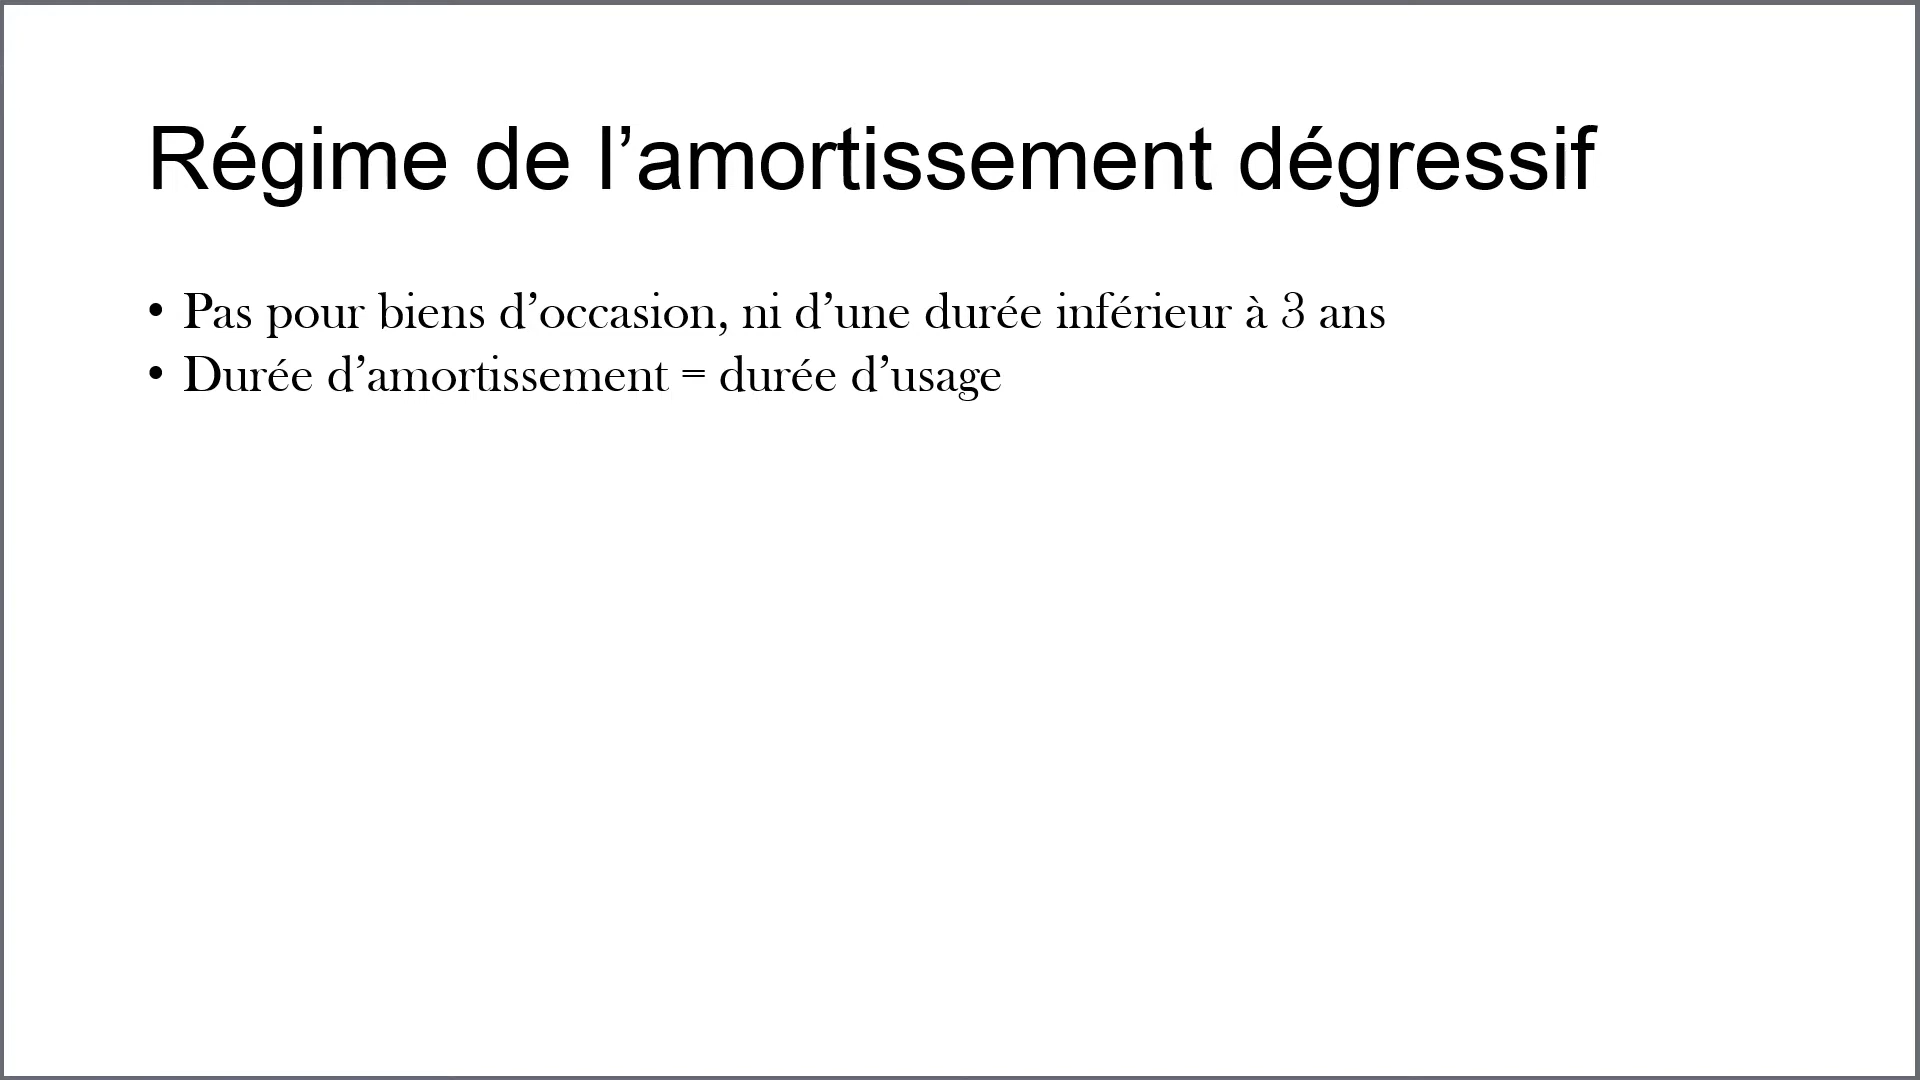 Régime de l’amortissement dégressif
• Pas pour biens d’occasion, ni d’une durée inférieur à 3 ans
• Durée d’amortissement = durée d’usage